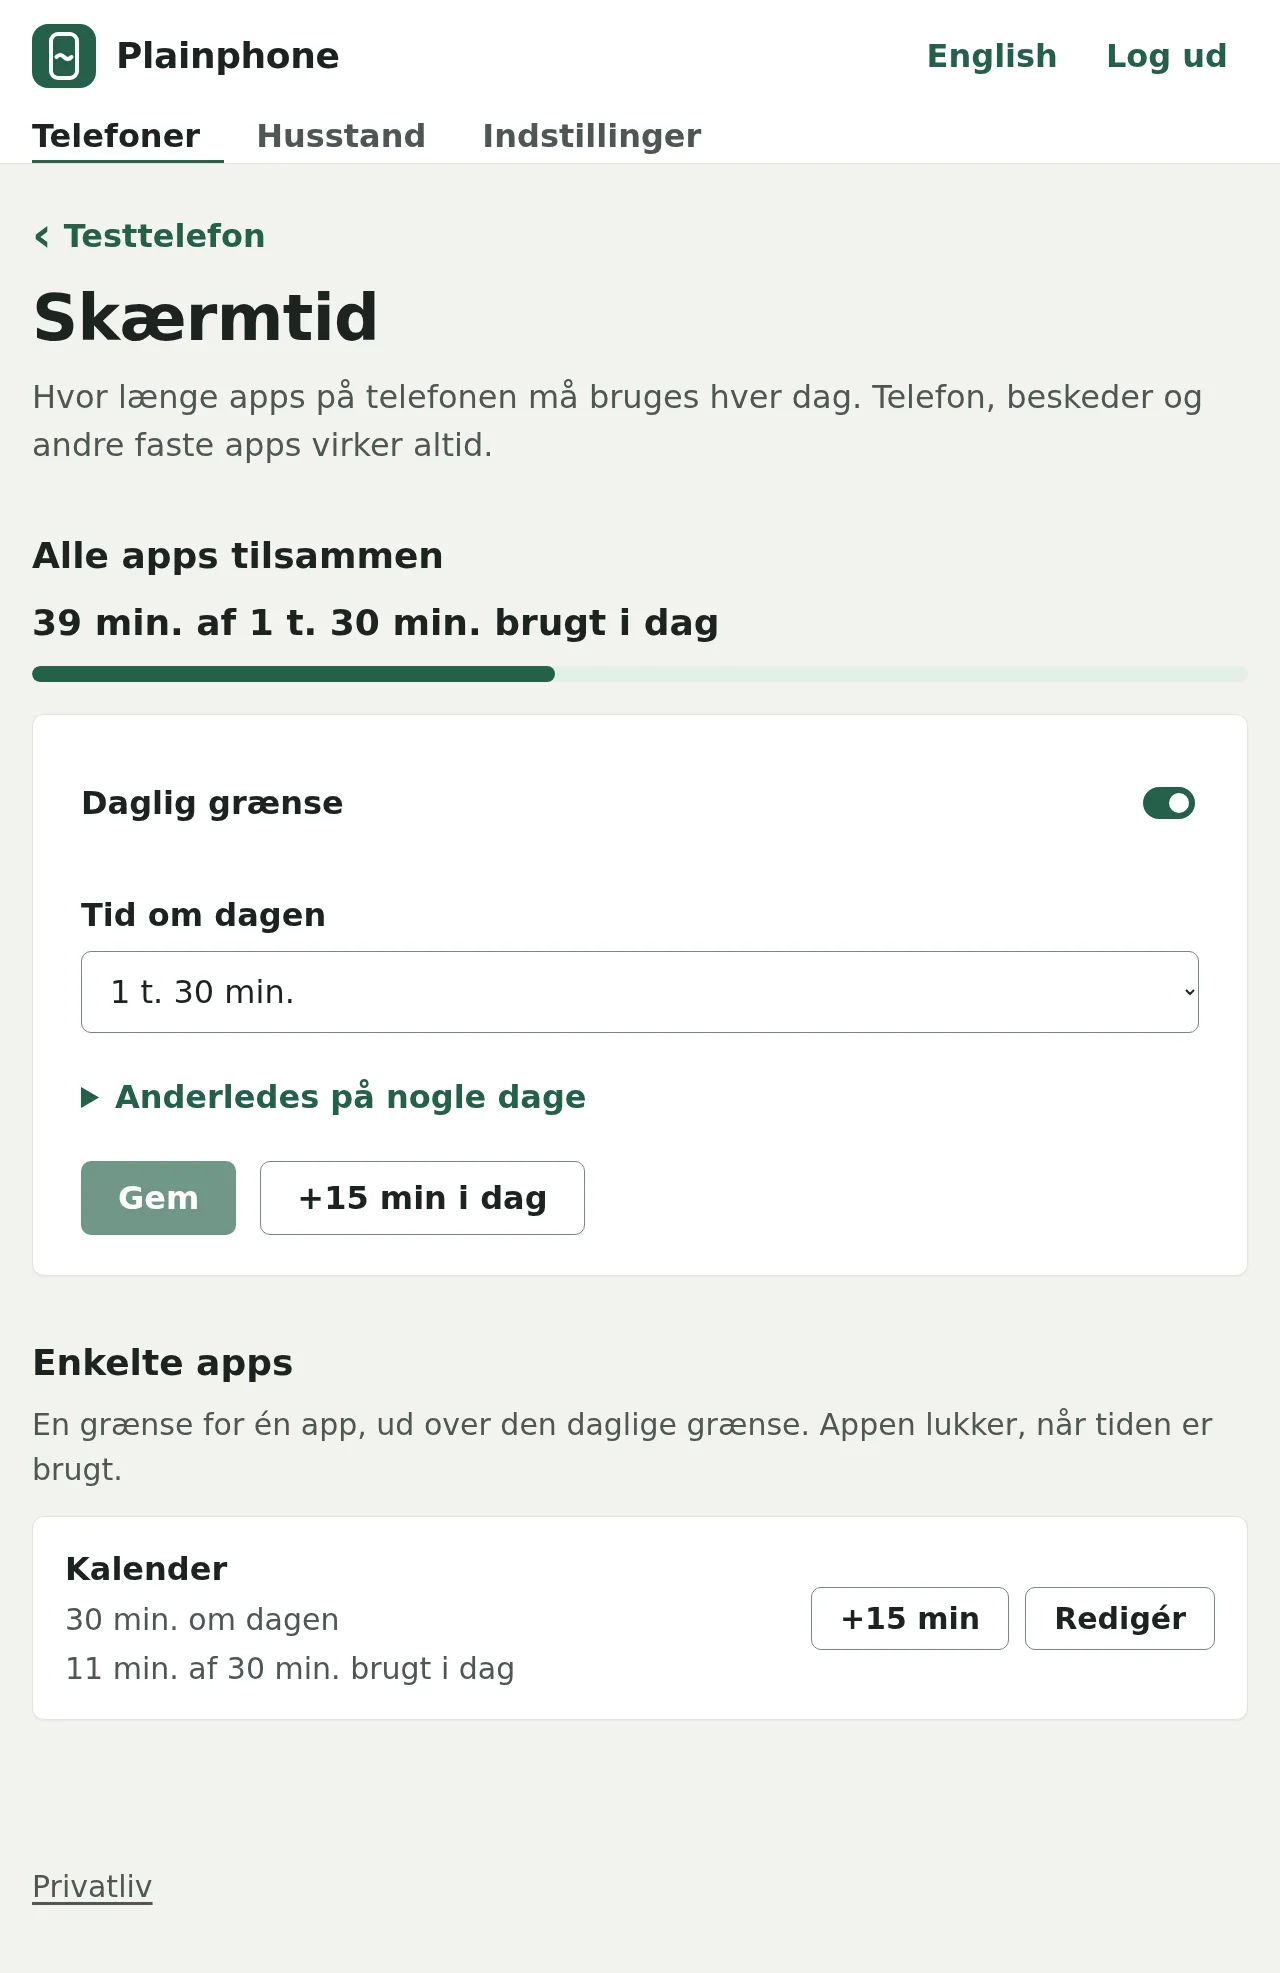 Plainphone
English
Log ud
Telefoner
Husstand
Indstillinger
‹ Testtelefon
Skærmtid
Hvor længe apps på telefonen må bruges hver dag. Telefon, beskeder og
andre faste apps virker altid.
Alle apps tilsammen
39 min. af 1 t. 30 min. brugt i dag
Daglig grænse
Tid om dagen
1 t. 30 min.
Anderledes på nogle dage
Gem
+15 min i dag
Enkelte apps
En grænse for én app, ud over den daglige grænse. Appen lukker, når tiden er
brugt.
Kalender
30 min. om dagen
11 min. af 30 min. brugt i dag
+15 min
Redigér
Privatliv